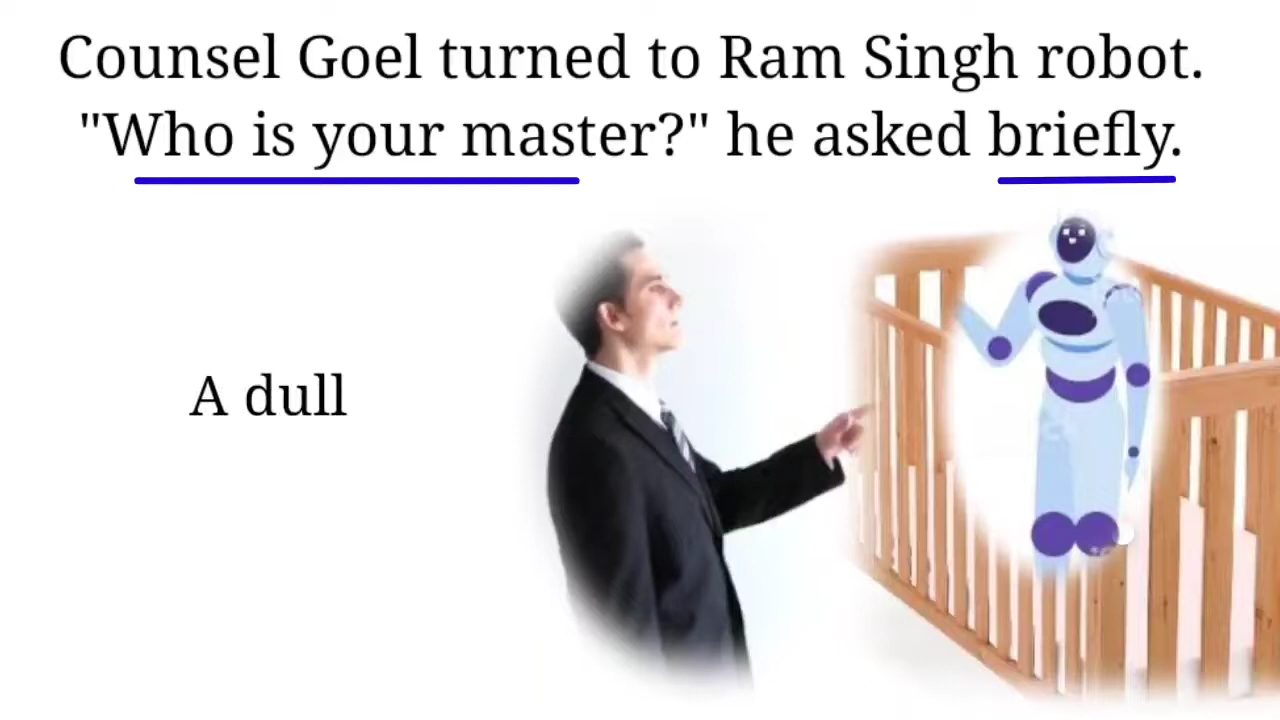 Counsel Goel turned to Ram Singh robot.
"Who is your master?" he asked briefly.
A dull